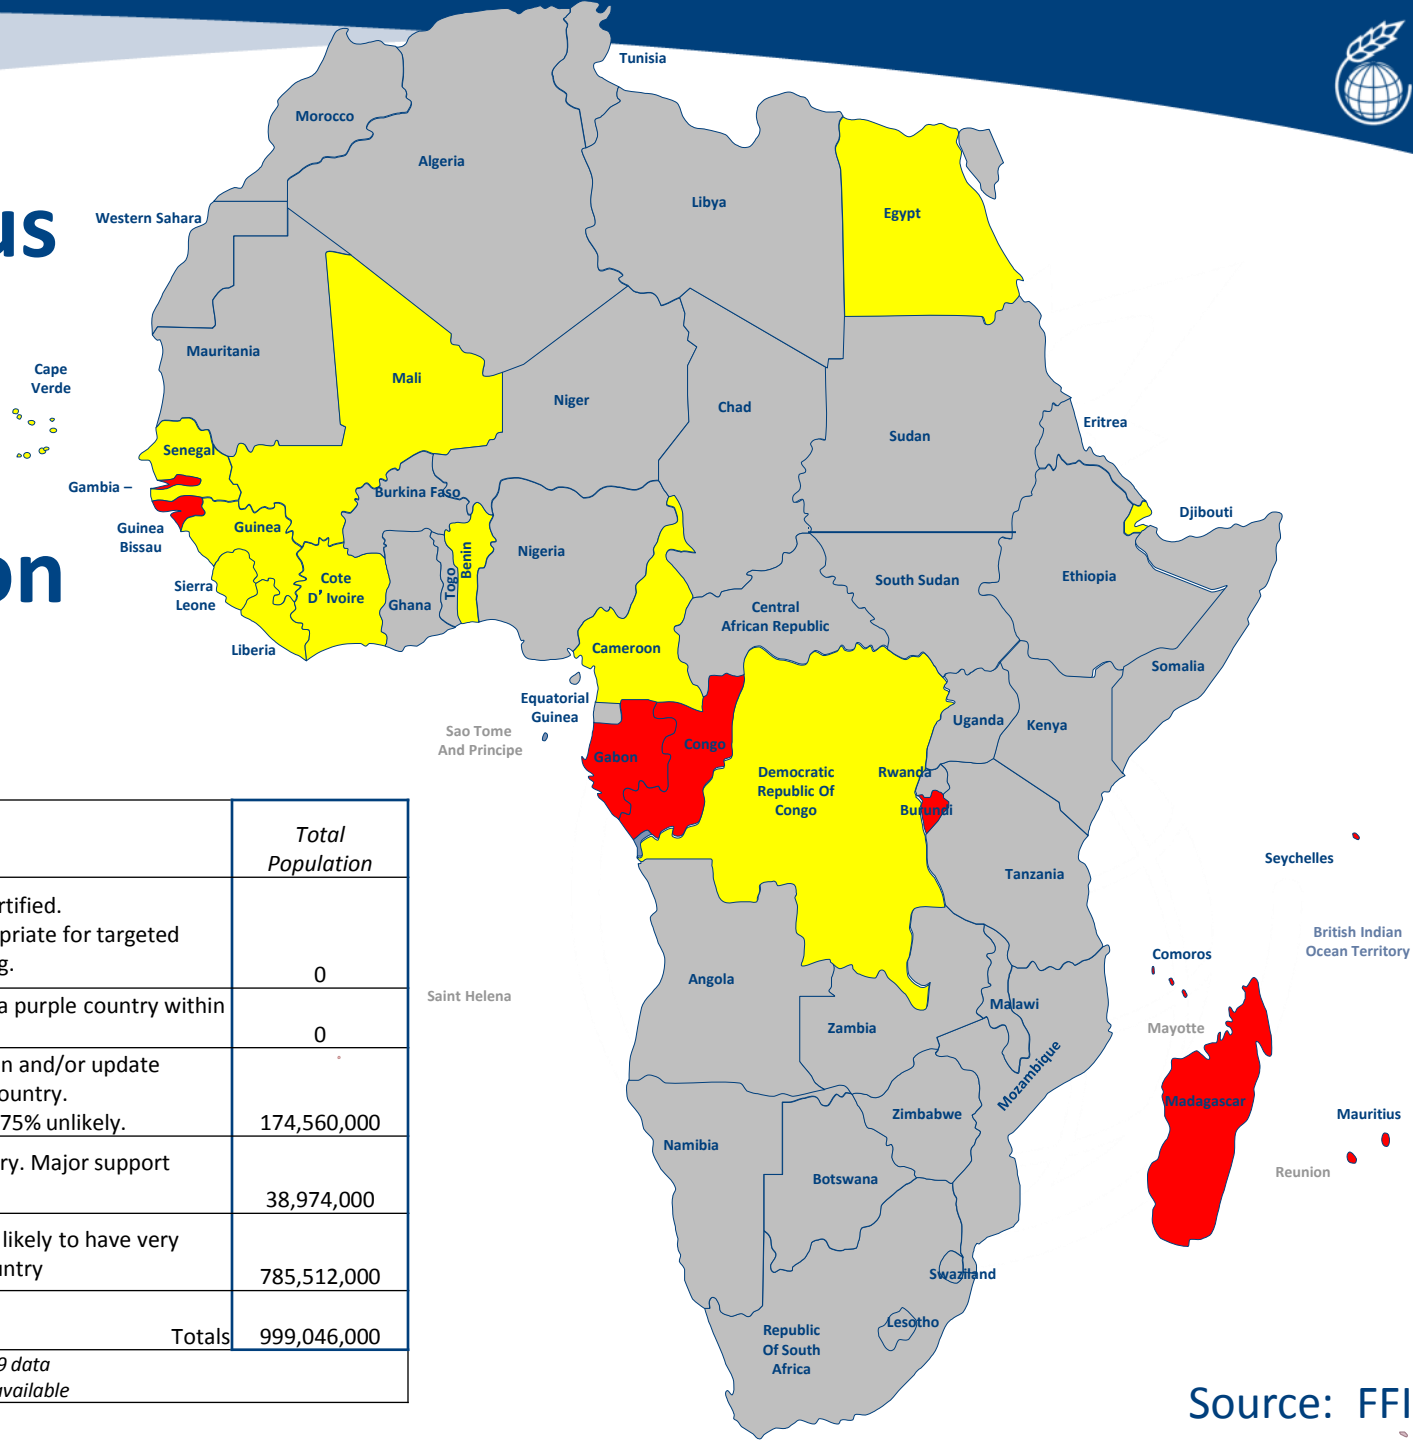 us
on
Tunisia
Morocco
Algeria
Libya
Egypt
Western Sahara
Mauritania
Mali
Niger
Chad
Sudan
Eritrea
Cape
Verde
Senegal
Gambia –
Burkina Faso
Djibouti
Guinea
Bissau
Guinea
Nigeria
Benin
Togo
Ghana
Cote
D' Ivoire
Sierra
Leone
Liberia
South Sudan
Ethiopia
Central
African Republic
Cameroon
Somalia
Equatorial
Guinea
Sao Tome
And Principe
Uganda
Kenya
Gabon
Congo
Democratic
Republic Of
Congo
Rwanda
Burundi
Tanzania
Seychelles
British Indian
Ocean Territory
Comoros
Angola
Saint Helena
Malawi
Zambia
Mayotte
Mozambique
Madagascar
Mauritius
Zimbabwe
Namibia
Botswana
Reunion
Swaziland
Lesotho
Republic
Of South
Africa
Total
Population
rtified.
priate for targeted
g.
0
a purple country within
0
n and/or update
ountry.
75% unlikely.
174,560,000
ry. Major support
38,974,000
likely to have very
untry
785,512,000
Totals
999,046,000
9 data
available
Source: FFI